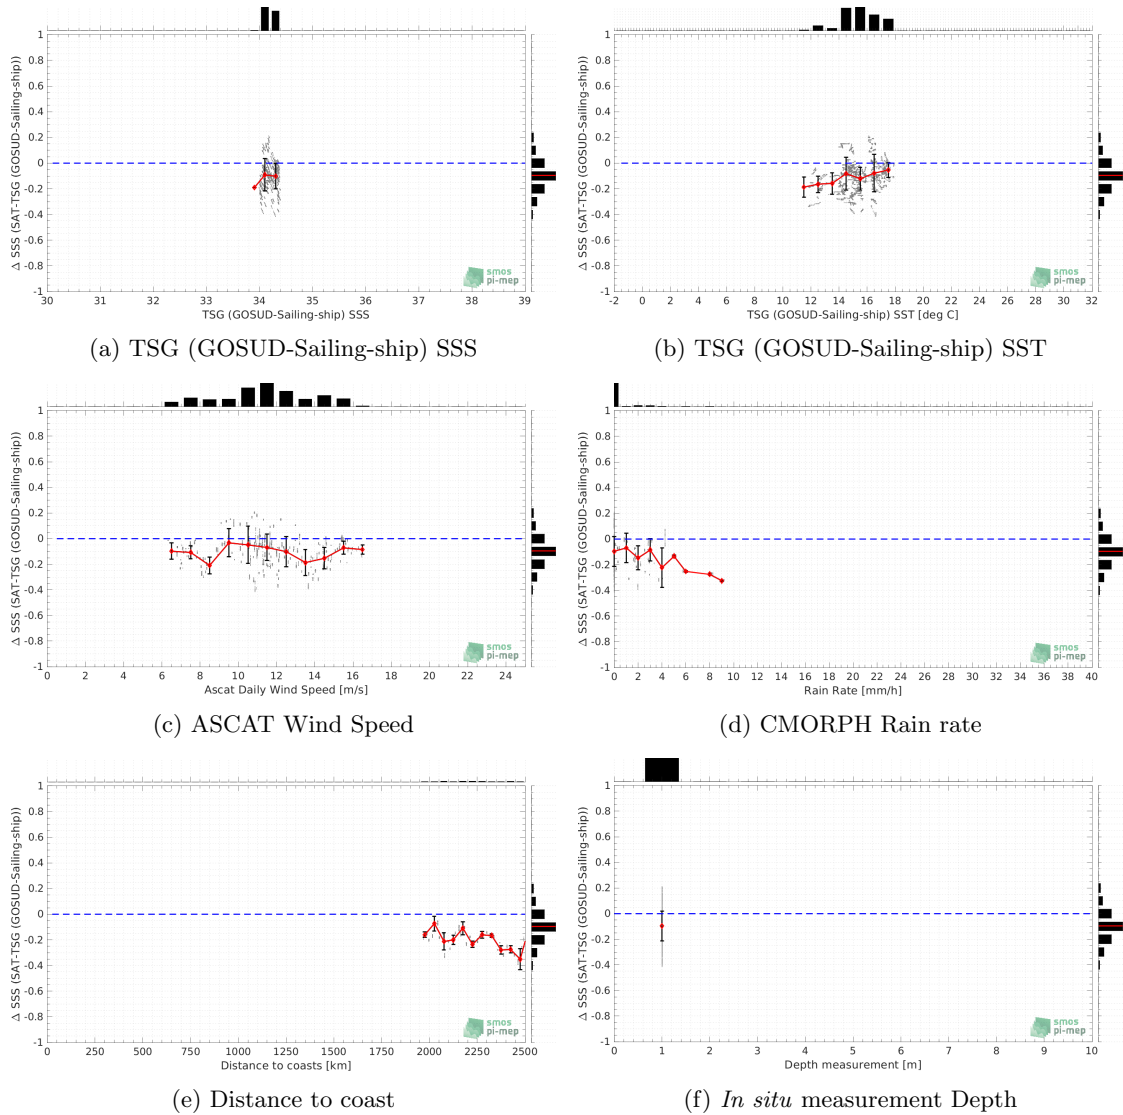 1
0.8
0.6
0.4
0.2
0
-0.2
-0.4
-0.6
-0.8
-1
Δ SSS (SAT-TSG (GOSUD-Sailing-ship))
smos
pi-mep
30 31 32 33 34 35 36 37 38 39
TSG (GOSUD-Sailing-ship) SSS
(a) TSG (GOSUD-Sailing-ship) SSS
1
0.8
0.6
0.4
0.2
0
-0.2
-0.4
-0.6
-0.8
-1
Δ SSS (SAT-TSG (GOSUD-Sailing-ship))
smos
pi-mep
-2 0 2 4 6 8 10 12 14 16 18 20 22 24 26 28 30 32
TSG (GOSUD-Sailing-ship) SST [deg C]
(b) TSG (GOSUD-Sailing-ship) SST
1
0.8
0.6
0.4
0.2
0
-0.2
-0.4
-0.6
-0.8
-1
Δ SSS (SAT-TSG (GOSUD-Sailing-ship))
smos
pi-mep
0 2 4 6 8 10 12 14 16 18 20 22 24
Ascat Daily Wind Speed [m/s]
(c) ASCAT Wind Speed
1
0.8
0.6
0.4
0.2
0
-0.2
-0.4
-0.6
-0.8
-1
Δ SSS (SAT-TSG (GOSUD-Sailing-ship))
smos
pi-mep
0 2 4 6 8 10 12 14 16 18 20 22 24 26 28 30 32 34 36 38 40
Rain Rate [mm/h]
(d) CMORPH Rain rate
1
0.8
0.6
0.4
0.2
0
-0.2
-0.4
-0.6
-0.8
-1
Δ SSS (SAT-TSG (GOSUD-Sailing-ship))
smos
pi-mep
0 250 500 750 1000 1250 1500 1750 2000 2250 2500
Distance to coasts [km]
(e) Distance to coast
1
0.8
0.6
0.4
0.2
0
-0.2
-0.4
-0.6
-0.8
-1
Δ SSS (SAT-TSG (GOSUD-Sailing-ship))
smos
pi-mep
0 1 2 3 4 5 6 7 8 9 10
Depth measurement [m]
(f) In situ measurement Depth